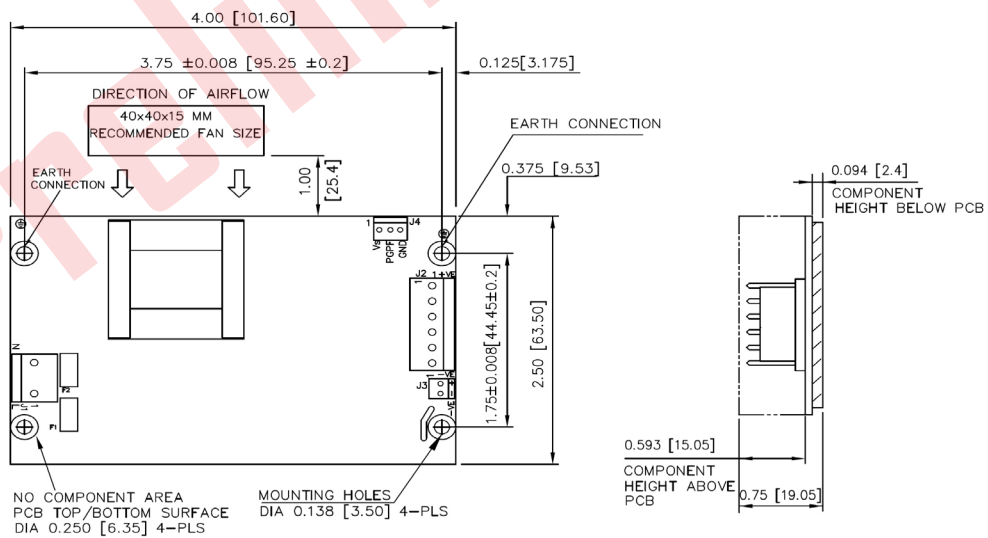 4.00 [101.60]
3.75 ±0.008 [95.25 ±0.2]
0.125[3.175]
DIRECTION OF AIRFLOW
40x40x15 MM
RECOMMENDED FAN SIZE
EARTH CONNECTION
1.00
[25.4]
0.375 [9.53]
0.094 [2.4]
COMPONENT
HEIGHT BELOW PCB
EARTH
CONNECTION
1
J4
Vs
PGPF
GND
J2
1
+VE
1
1.75±0.008[44.45±0.2]
2.50 [63.50]
N
F2
1
-VE
J3
+
-
-VE
L
J1
1
F1
0.593 [15.05]
COMPONENT
HEIGHT ABOVE
PCB
0.75 [19.05]
NO COMPONENT AREA
PCB TOP/BOTTOM SURFACE
DIA 0.250 [6.35] 4-PLS
MOUNTING HOLES
DIA 0.138 [3.50] 4-PLS